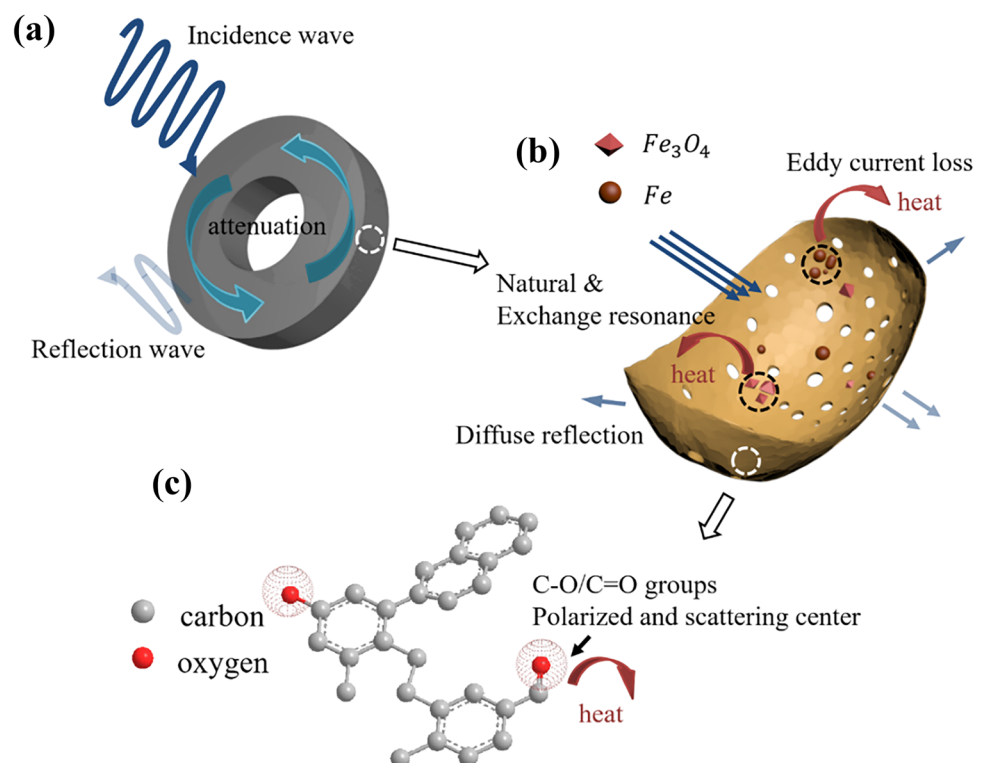 (a)
Incidence wave
attenuation
Reflection wave
(b)
Fe₃O₄
Fe
Eddy current loss
heat
Natural &
Exchange resonance
heat
Diffuse reflection
(c)
carbon
oxygen
C-O/C=O groups
Polarized and scattering center
heat